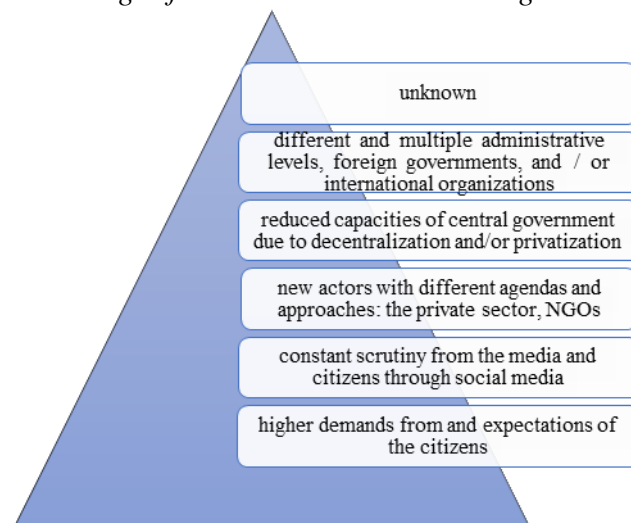 unknown
different and multiple administrative
levels, foreign governments, and / or
international organizations
reduced capacities of central government
due to decentralization and/or privatization
new actors with different agendas and
approaches: the private sector, NGOs
constant scrutiny from the media and
citizens through social media
higher demands from and expectations of
the citizens